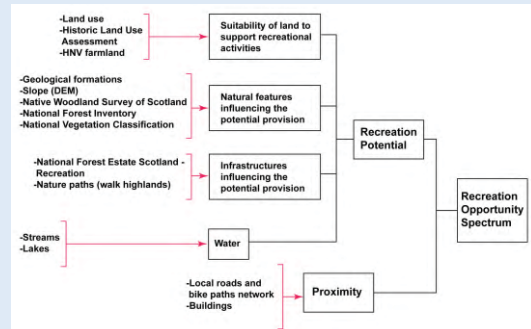 -Land use
-Historic Land Use
Assessment
-HNV farmland
Suitability of land to
support recreational
activities
-Geological formations
-Slope (DEM)
-Native Woodland Survey of Scotland
-National Forest Inventory
-National Vegetation Classification
Natural features
influencing the
potential provision
-National Forest Estate Scotland -
Recreation
-Nature paths (walk highlands)
Infrastructures
influencing the
potential provision
-Streams
-Lakes
Water
Recreation
Potential
-Local roads and
bike paths network
-Buildings
Proximity
Recreation
Opportunity
Spectrum